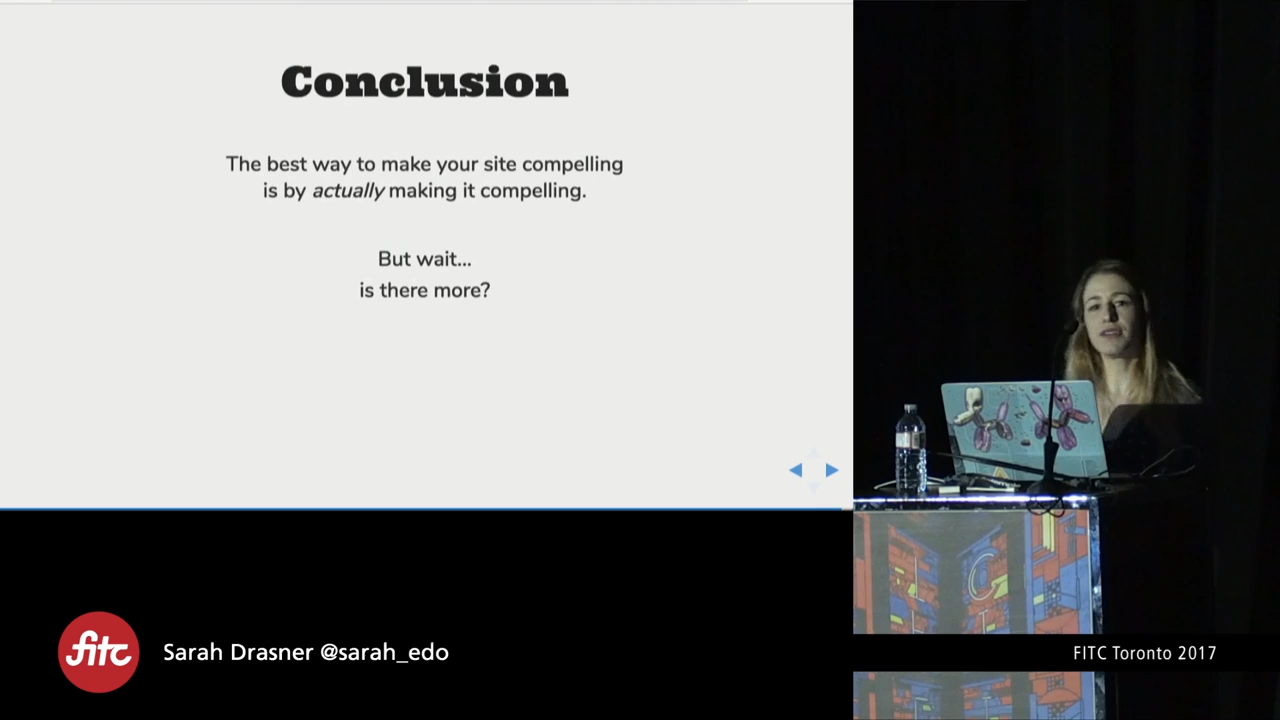 Conclusion
The best way to make your site compelling
is by actually making it compelling.
But wait...
is there more?
fitc
Sarah Drasner @sarah_edo
FITC Toronto 2017